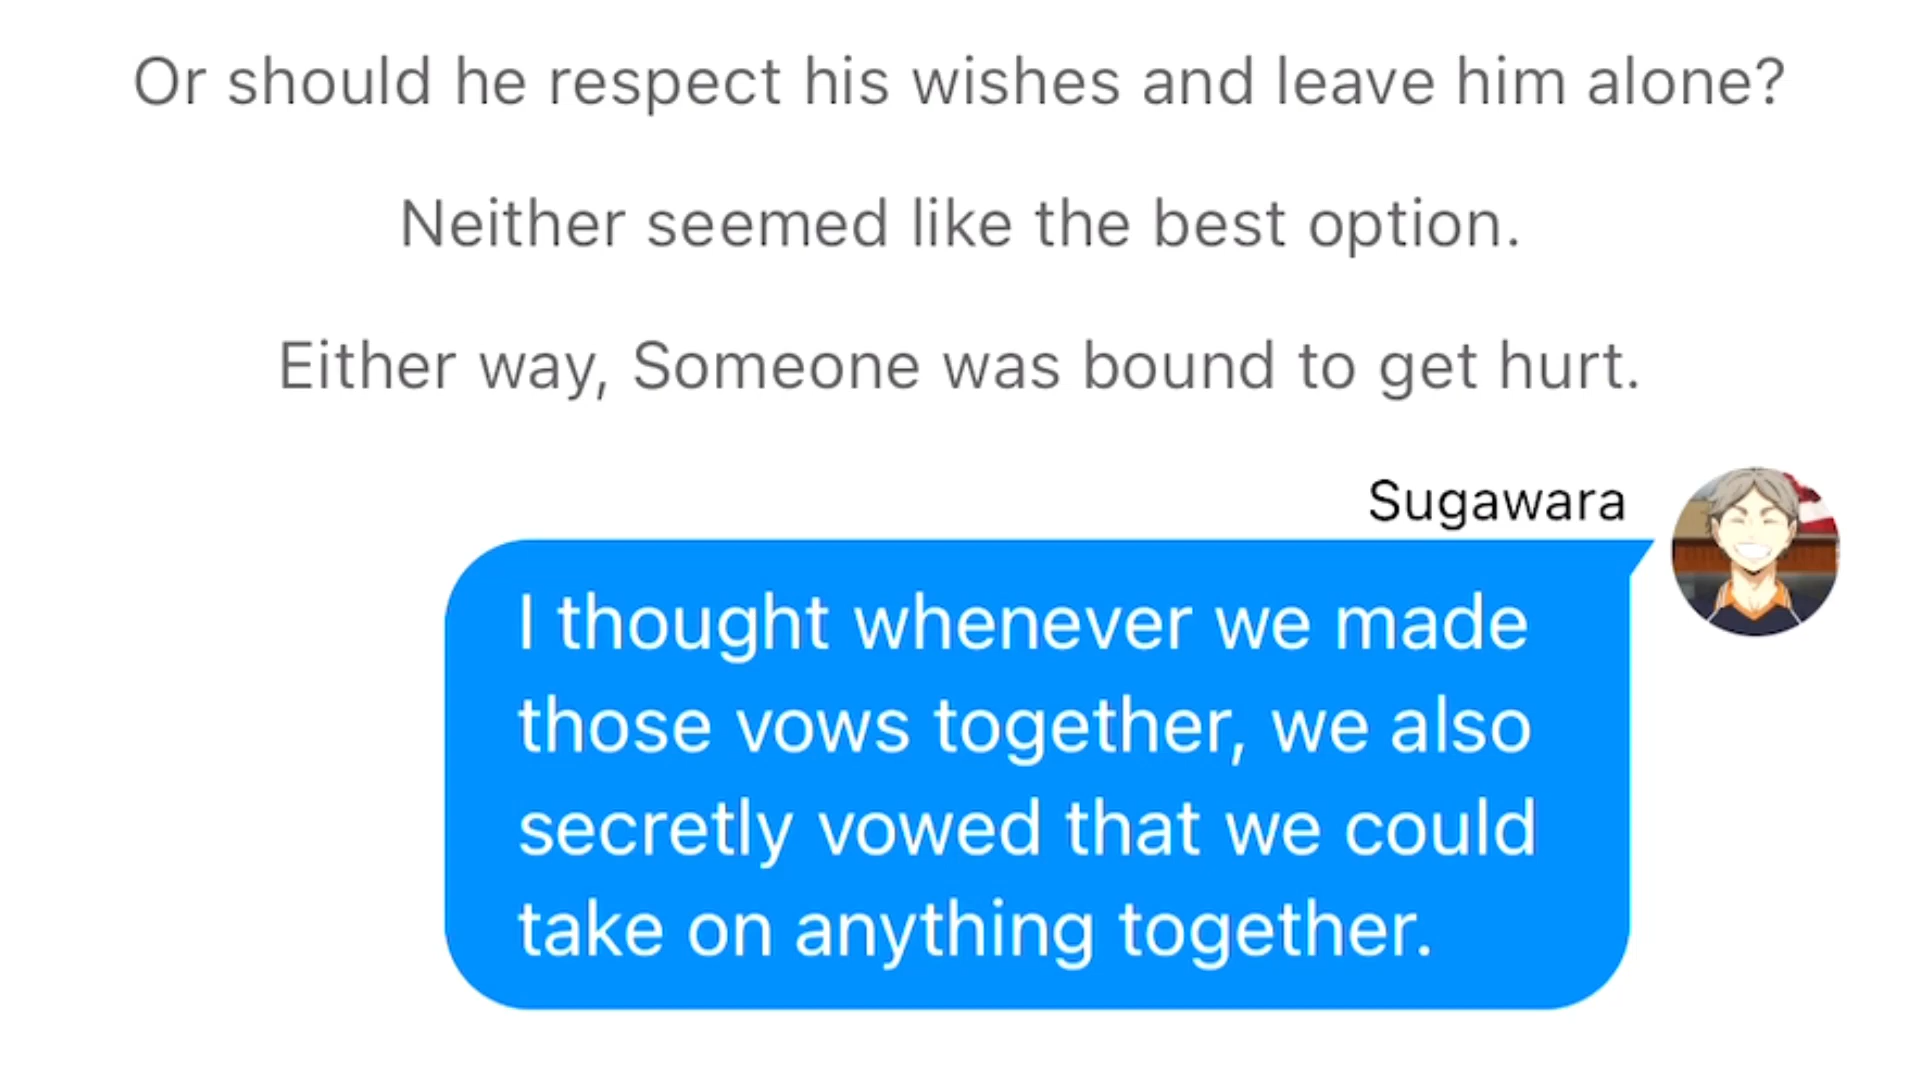 Or should he respect his wishes and leave him alone?
Neither seemed like the best option.
Either way, Someone was bound to get hurt.
Sugawara
I thought whenever we made
those vows together, we also
secretly vowed that we could
take on anything together.